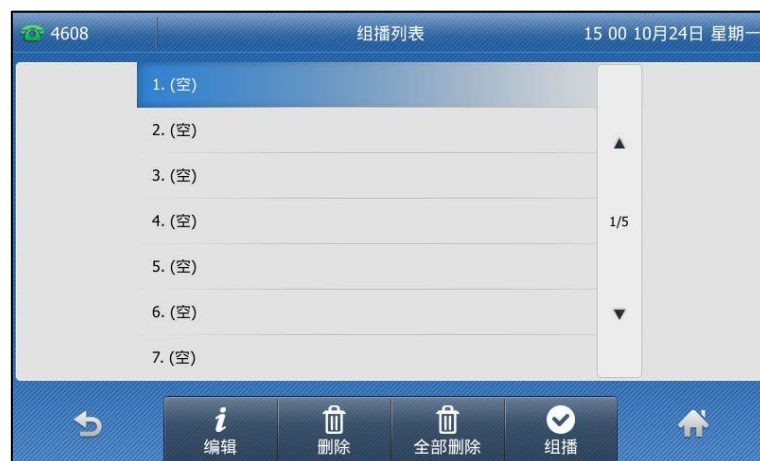 4608 组播列表 15 00 10月24日 星期一
1. (空)
2. (空)
3. (空)
4. (空)
1/5
5. (空)
6. (空)
7. (空)
编辑 删除 全部删除 组播